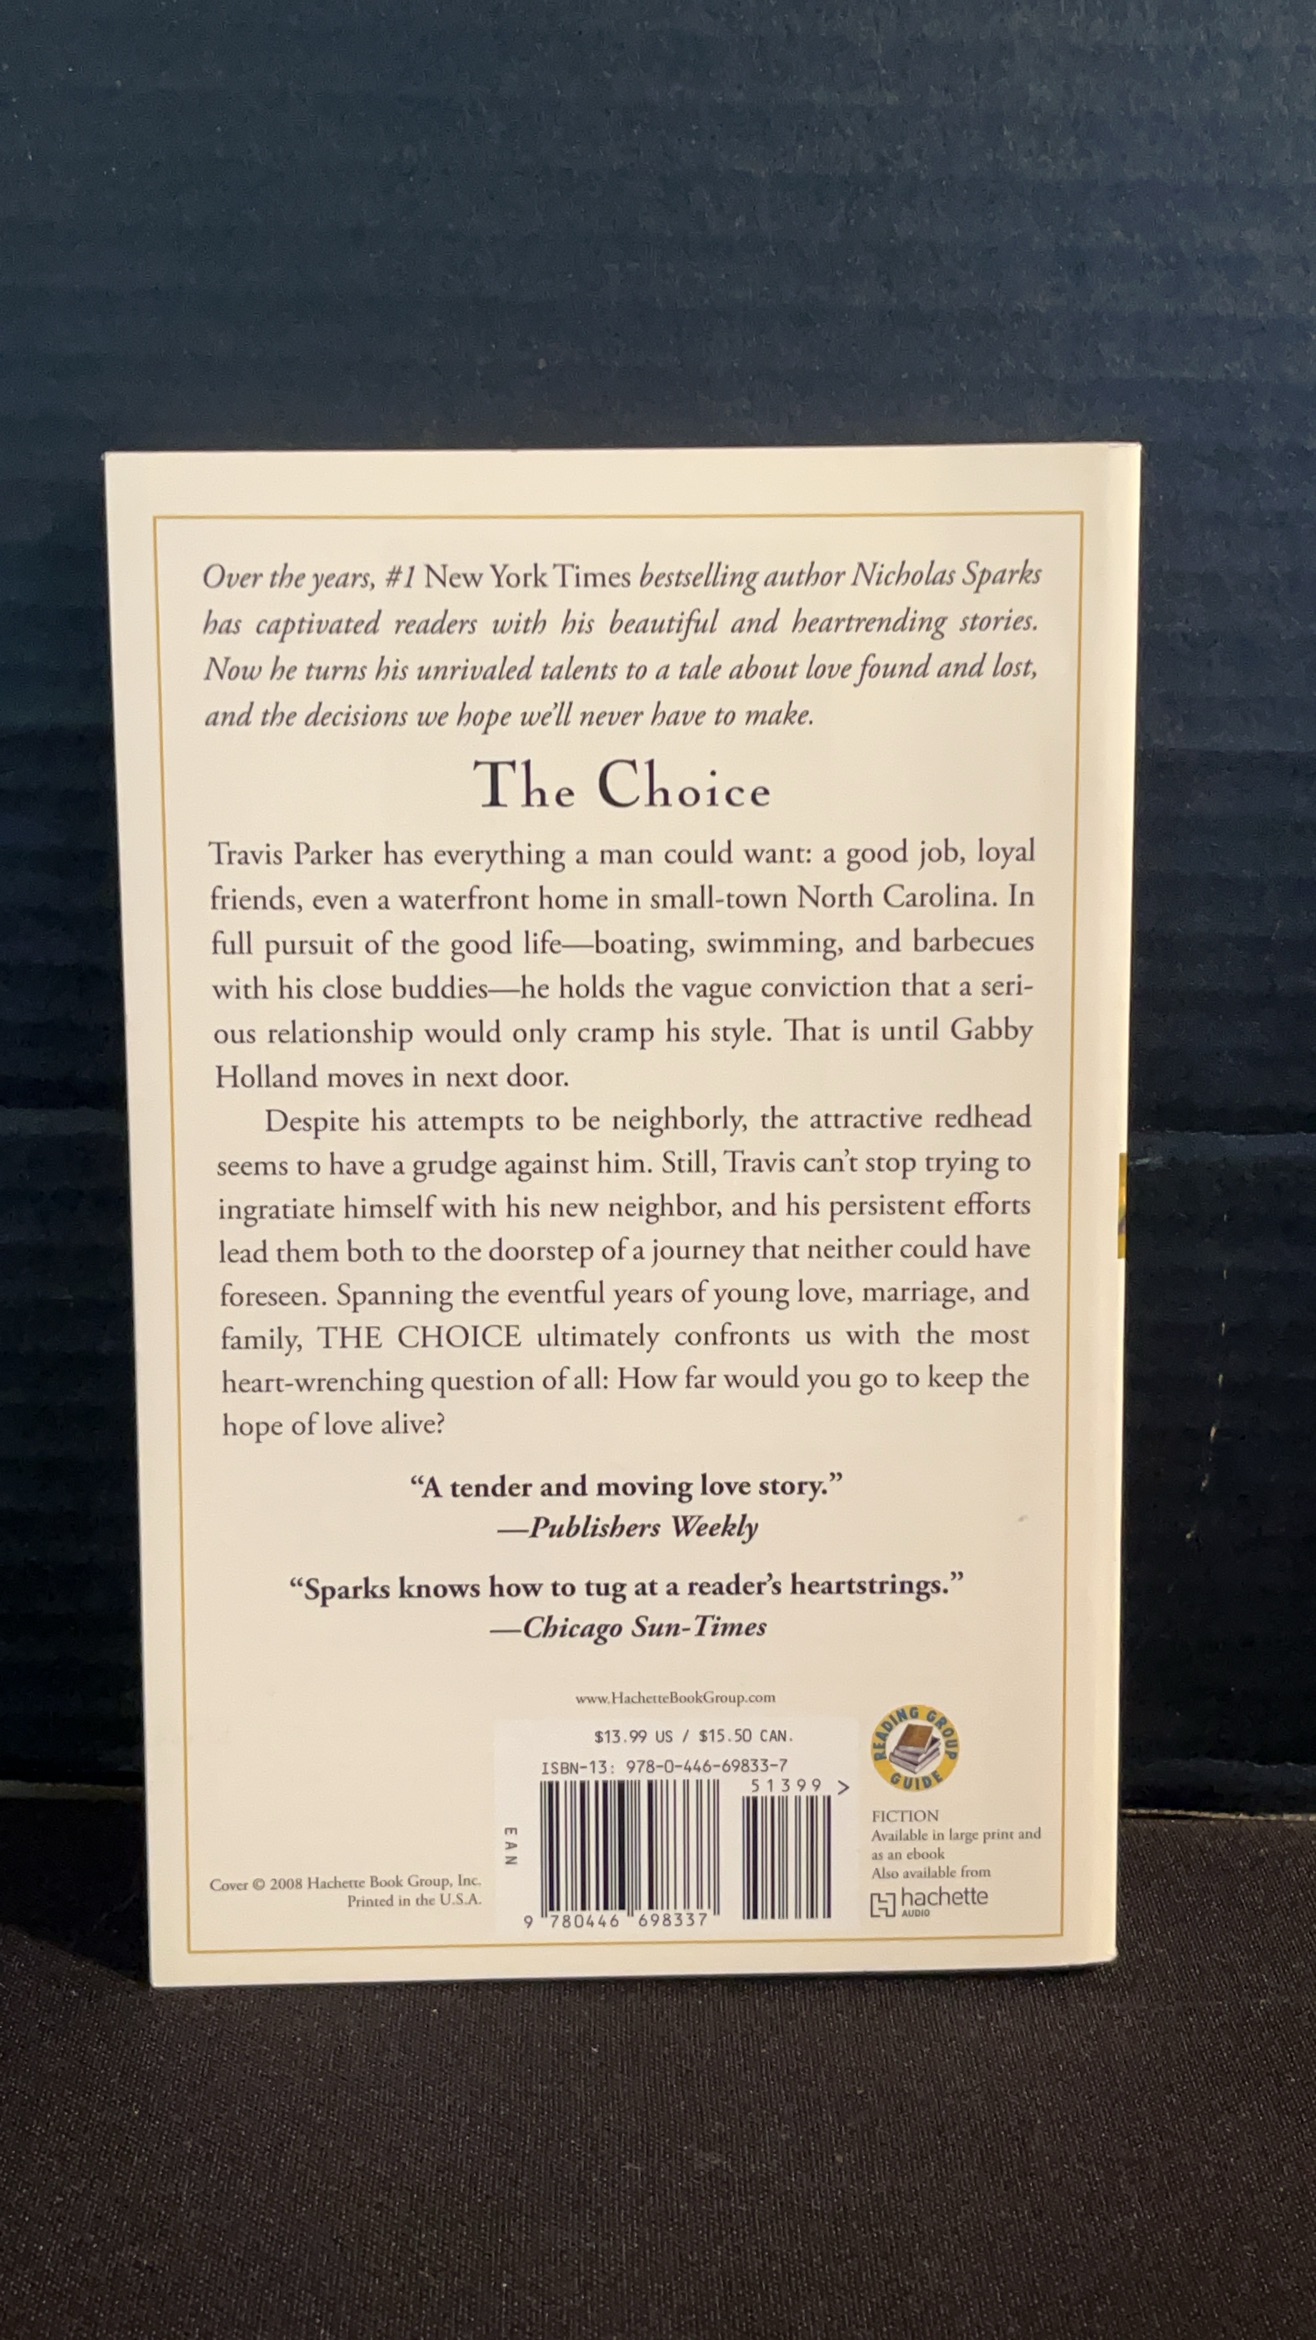 Over the years, #1 New York Times bestselling author Nicholas Sparks
has captivated readers with his beautiful and heartrending stories.
Now he turns his unrivaled talents to a tale about love found and lost,
and the decisions we hope we'll never have to make.
The Choice
Travis Parker has everything a man could want: a good job, loyal
friends, even a waterfront home in small-town North Carolina. In
full pursuit of the good life—boating, swimming, and barbecues
with his close buddies—he holds the vague conviction that a seri-
ous relationship would only cramp his style. That is until Gabby
Holland moves in next door.
Despite his attempts to be neighborly, the attractive redhead
seems to have a grudge against him. Still, Travis can't stop trying to
ingratiate himself with his new neighbor, and his persistent efforts
lead them both to the doorstep of a journey that neither could have
foreseen. Spanning the eventful years of young love, marriage, and
family, THE CHOICE ultimately confronts us with the most
heart-wrenching question of all: How far would you go to keep the
hope of love alive?
“A tender and moving love story.”
—Publishers Weekly
“Sparks knows how to tug at a reader's heartstrings.”
—Chicago Sun-Times
www.HachetteBookGroup.com
$13.99 US / $15.50 CAN.
ISBN-13: 978-0-446-69833-7
51399 >
EAN
9 780446 698337
Cover © 2008 Hachette Book Group, Inc.
Printed in the U.S.A.
READING GROUP
GUIDE
FICTION
Available in large print and
as an ebook
Also available from
hachette
AUDIO